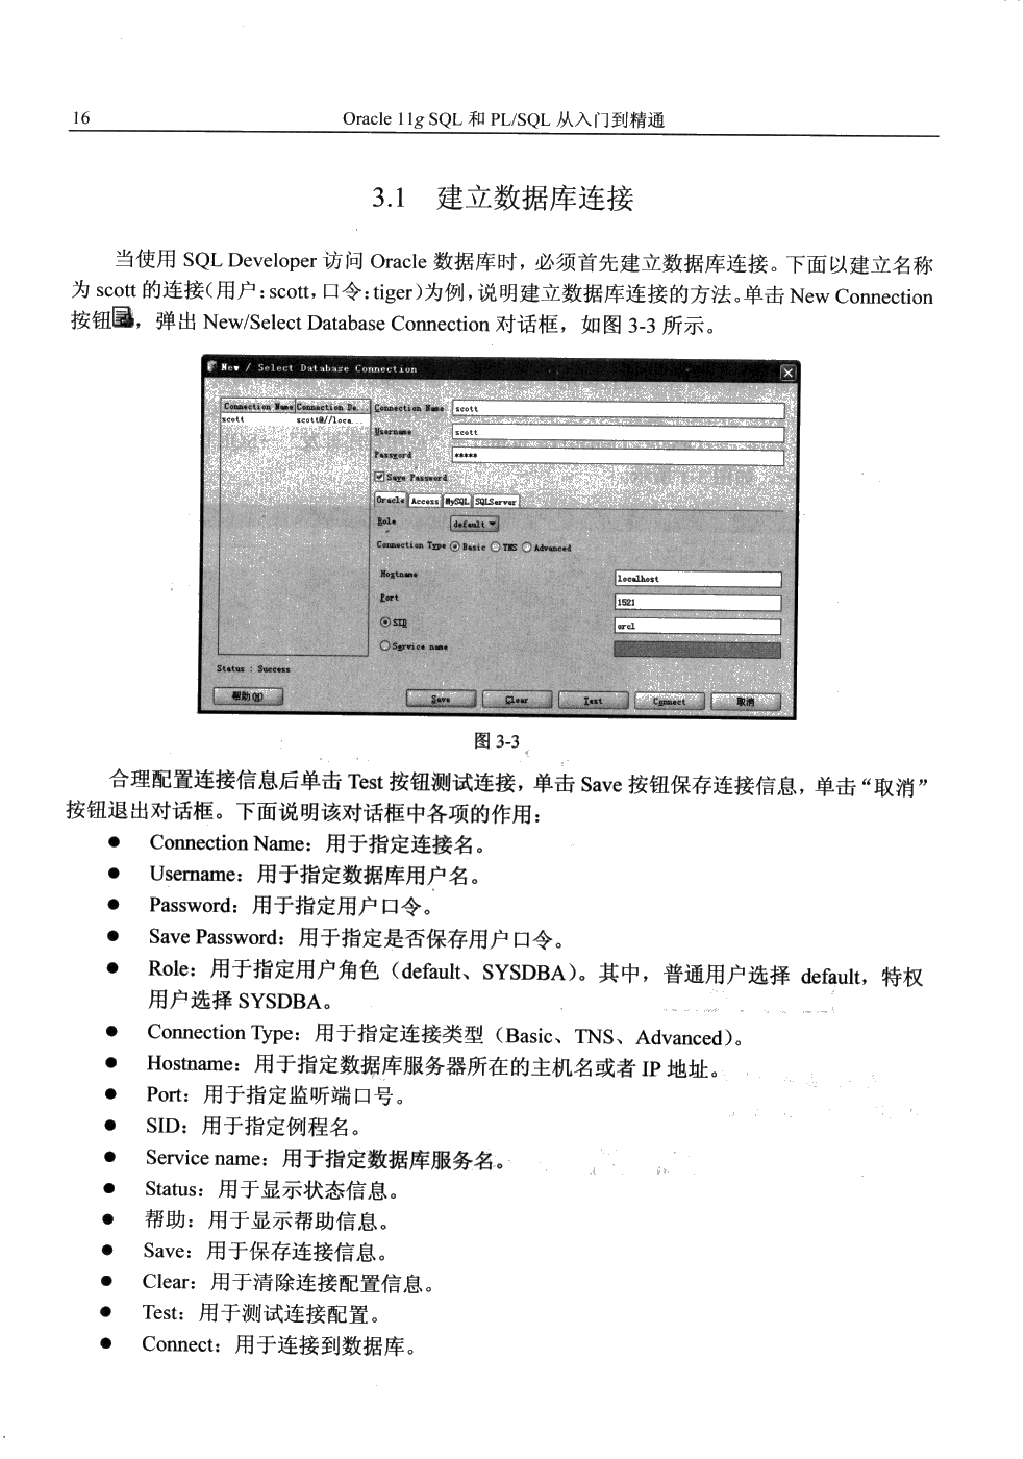 16
Oracle 11g SQL 和 PL/SQL 从入门到精通
3.1 建立数据库连接
当使用 SQL Developer 访问 Oracle 数据库时，必须首先建立数据库连接。下面以建立名称
为 scott 的连接(用户:scott，口令:tiger)为例，说明建立数据库连接的方法。单击 New Connection
按钮，弹出 New/Select Database Connection 对话框，如图 3-3 所示。
New / Select Database Connection
Connection Name Connection De...
scott scott@//loca...
Connection Name scott
Username scott
Password *****
Save Password
Oracle Access MySQL SQLServer
Role default
Connection Type Basic TNS Advanced
Hostname localhost
Port 1521
SID orcl
Service name
Status : Success
帮助(H) Save Clear Test Connect 取消
图 3-3
合理配置连接信息后单击 Test 按钮测试连接，单击 Save 按钮保存连接信息，单击“取消”
按钮退出对话框。下面说明该对话框中各项的作用：
● Connection Name：用于指定连接名。
● Username：用于指定数据库用户名。
● Password：用于指定用户口令。
● Save Password：用于指定是否保存用户口令。
● Role：用于指定用户角色（default、SYSDBA）。其中，普通用户选择 default，特权
用户选择 SYSDBA。
● Connection Type：用于指定连接类型（Basic、TNS、Advanced）。
● Hostname：用于指定数据库服务器所在的主机名或者 IP 地址。
● Port：用于指定监听端口号。
● SID：用于指定例程名。
● Service name：用于指定数据库服务名。
● Status：用于显示状态信息。
● 帮助：用于显示帮助信息。
● Save：用于保存连接信息。
● Clear：用于清除连接配置信息。
● Test：用于测试连接配置。
● Connect：用于连接到数据库。